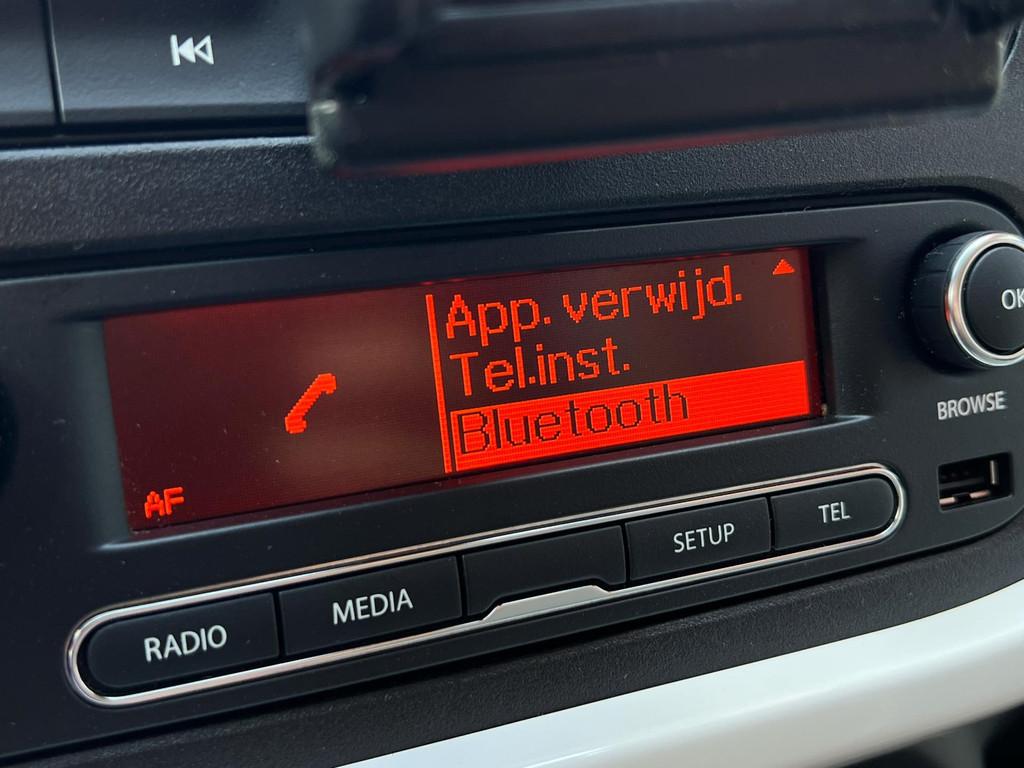 App. verwijd.
Tel.inst.
Bluetooth
AF
OK
BROWSE
RADIO
MEDIA
SETUP
TEL